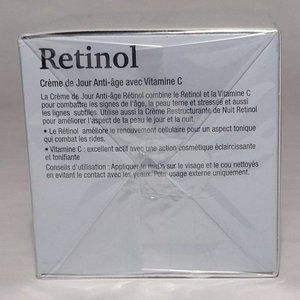 Retinol
Crème de Jour Anti-âge avec Vitamine C
La Crème de Jour Anti-âge Rétinol combine le Retinol et la Vitamine C
pour combattre les signes de l'âge, la peau terne et stressé et aussi
les lignes subtiles. Utilise aussi la Crème Restructurante de Nuit Retinol
pour améliorer l'aspect de ta peau le jour et la nuit.
• Le Rétinol améliore le renouvellement cellulaire pour un aspect tonique
qui combat les rides.
• Vitamine C : excellent actif avec une action cosmétique éclaircissante
et tonifiante
Conseils d'utilisation : Appliquer le matin sur le visage et le cou nettoyés
en evitant le contact avec les yeux. Pour usage externe uniquement.